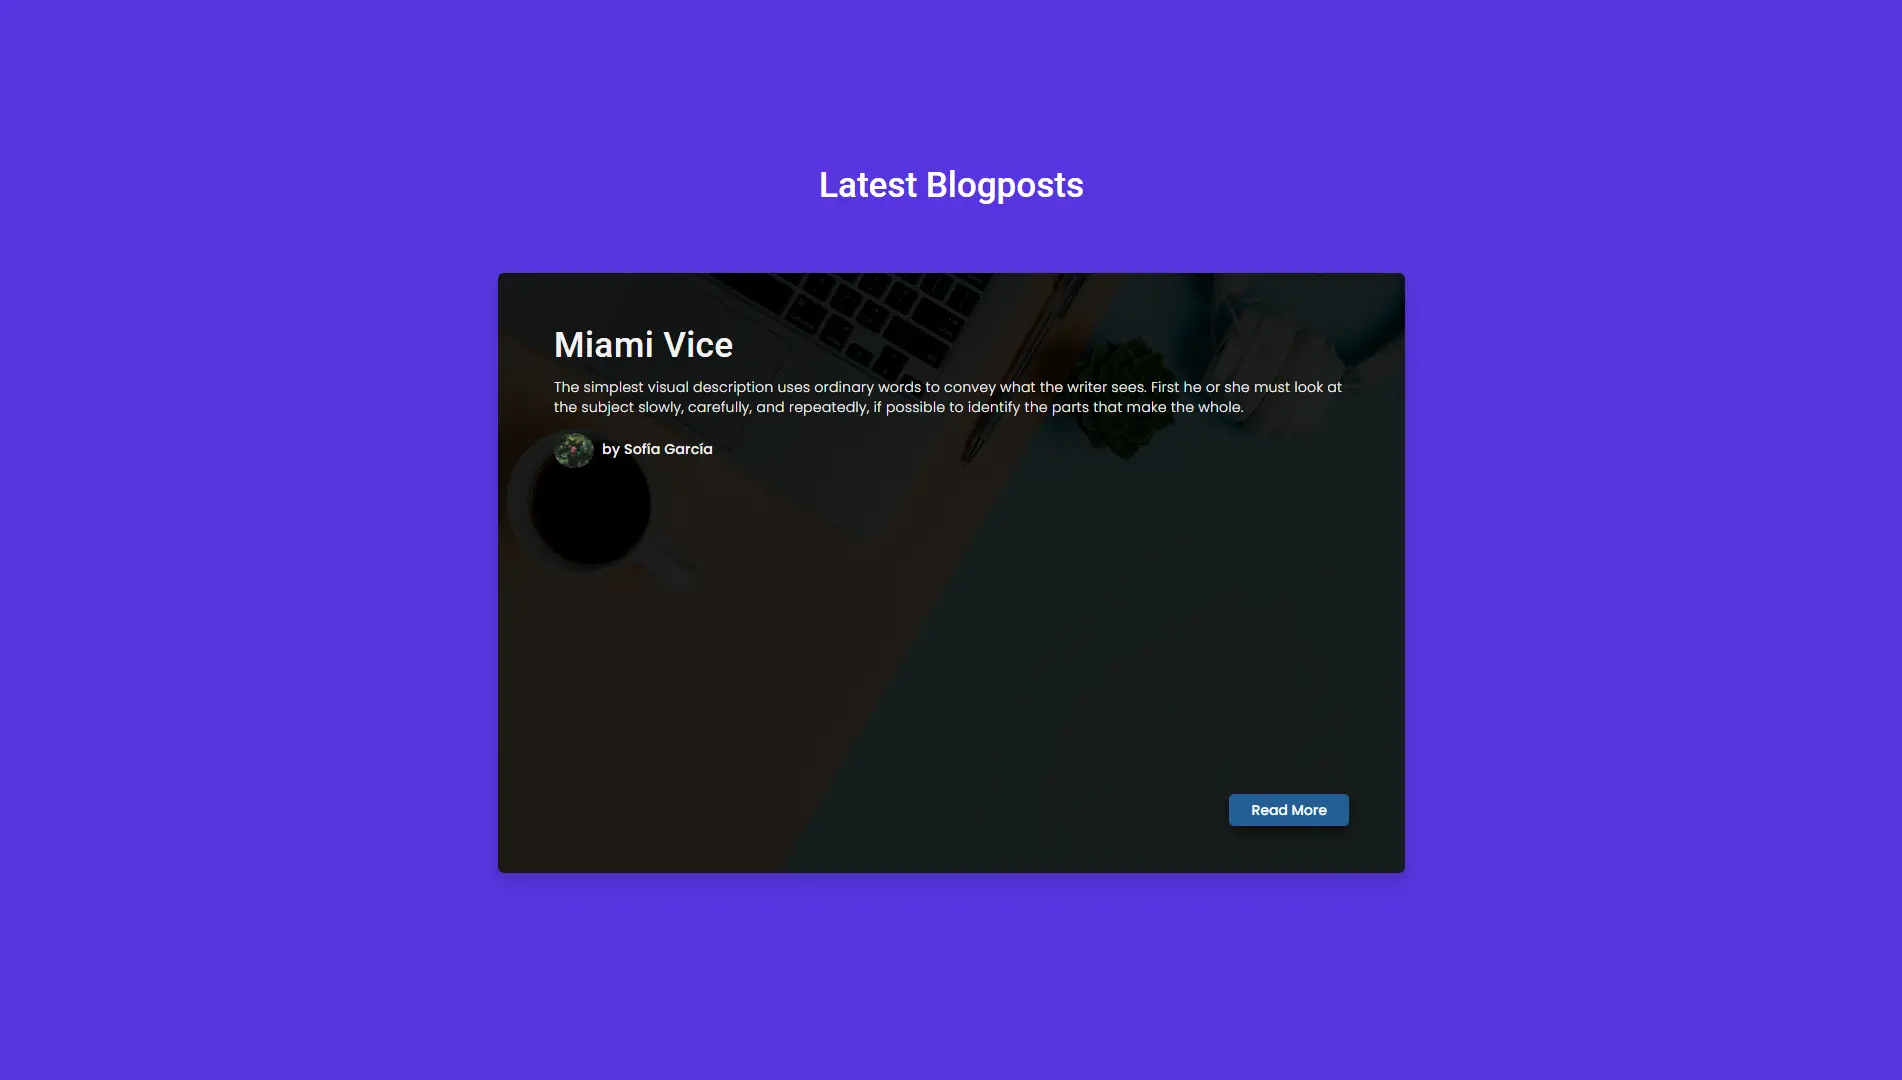 Latest Blogposts
Miami Vice
The simplest visual description uses ordinary words to convey what the writer sees. First he or she must look at
the subject slowly, carefully, and repeatedly, if possible to identify the parts that make the whole.
by Sofía García
Read More